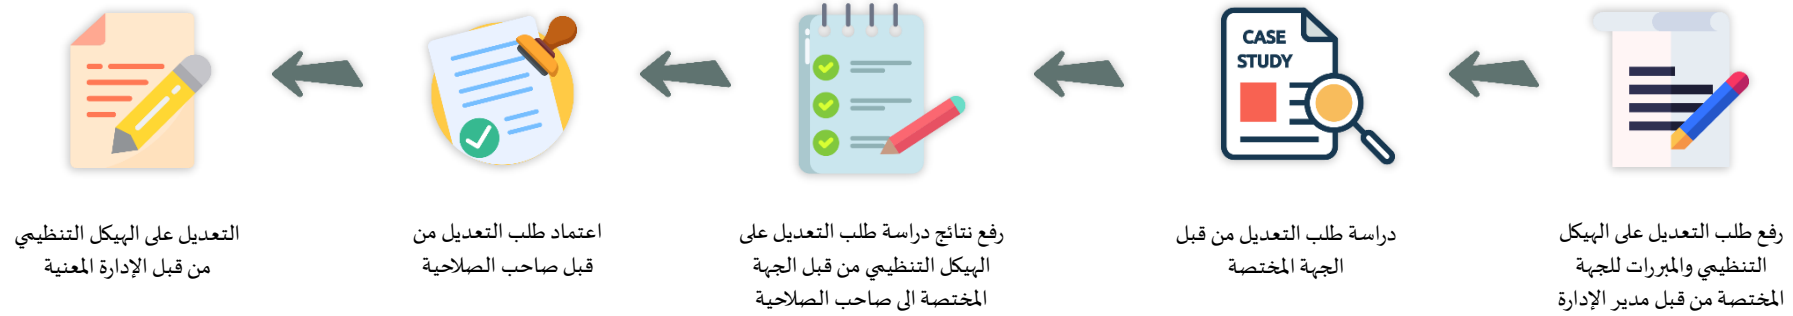 رفع طلب التعديل على الهيكل
التنظيمي والمبررات للجهة
المختصة من قبل مدير الإدارة
CASE
STUDY
دراسة طلب التعديل من قبل
الجهة المختصة
رفع نتائج دراسة طلب التعديل على
الهيكل التنظيمي من قبل الجهة
المختصة الى صاحب الصلاحية
اعتماد طلب التعديل من
قبل صاحب الصلاحية
التعديل على الهيكل التنظيمي
من قبل الإدارة المعنية